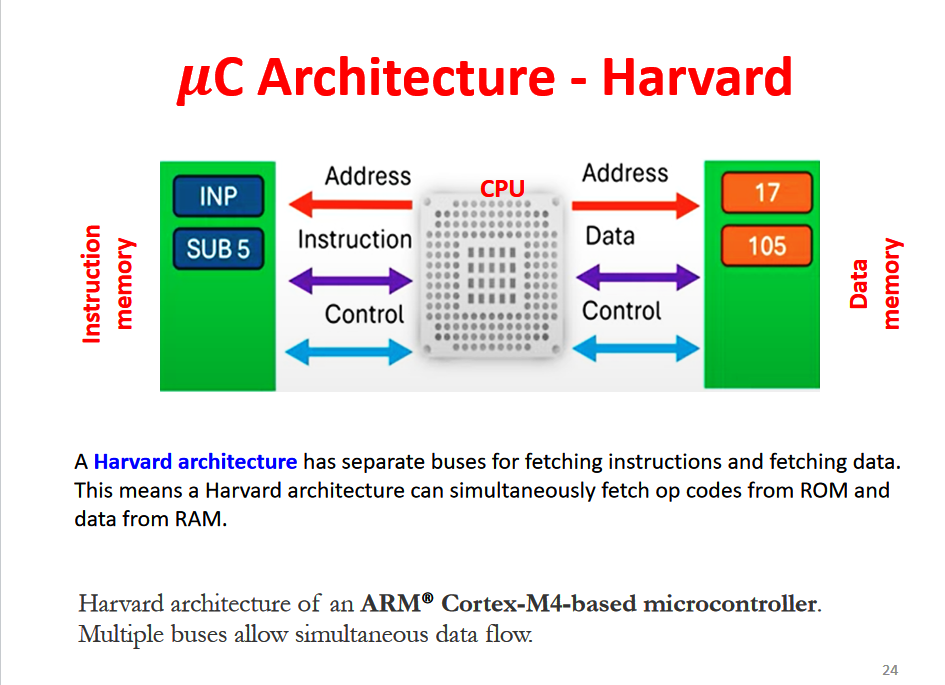 𝝁C Architecture - Harvard
Instruction
memory
INP
SUB 5
Address
Instruction
Control
CPU
Address
Data
Control
17
105
Data
memory
A Harvard architecture has separate buses for fetching instructions and fetching data.
This means a Harvard architecture can simultaneously fetch op codes from ROM and
data from RAM.
Harvard architecture of an ARM® Cortex-M4-based microcontroller.
Multiple buses allow simultaneous data flow.
24